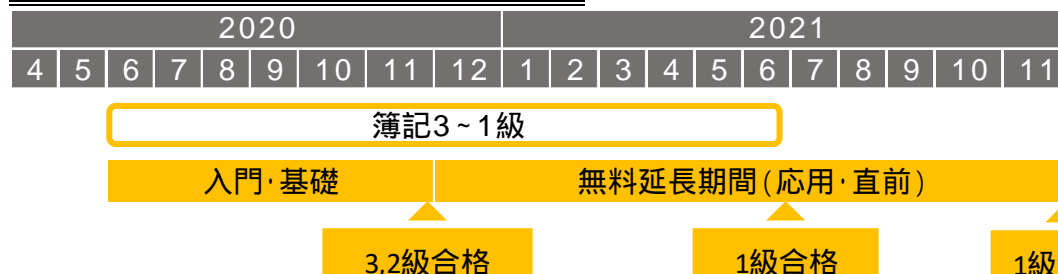 2020 2021
4 5 6 7 8 9 10 11 12 1 2 3 4 5 6 7 8 9 10 11
簿記3~1級
入門·基礎 無料延長期間(応用·直前)
3,2級合格 1級合格 1級